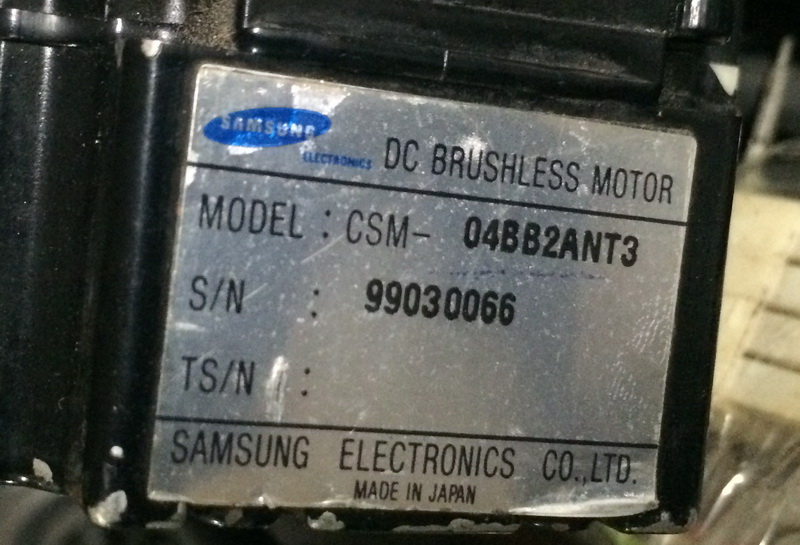 SAMSUNG
ELECTRONICS DC BRUSHLESS MOTOR
MODEL : CSM- 04BB2ANT3
S/N : 99030066
TS/N :
SAMSUNG ELECTRONICS CO.,LTD.
MADE IN JAPAN